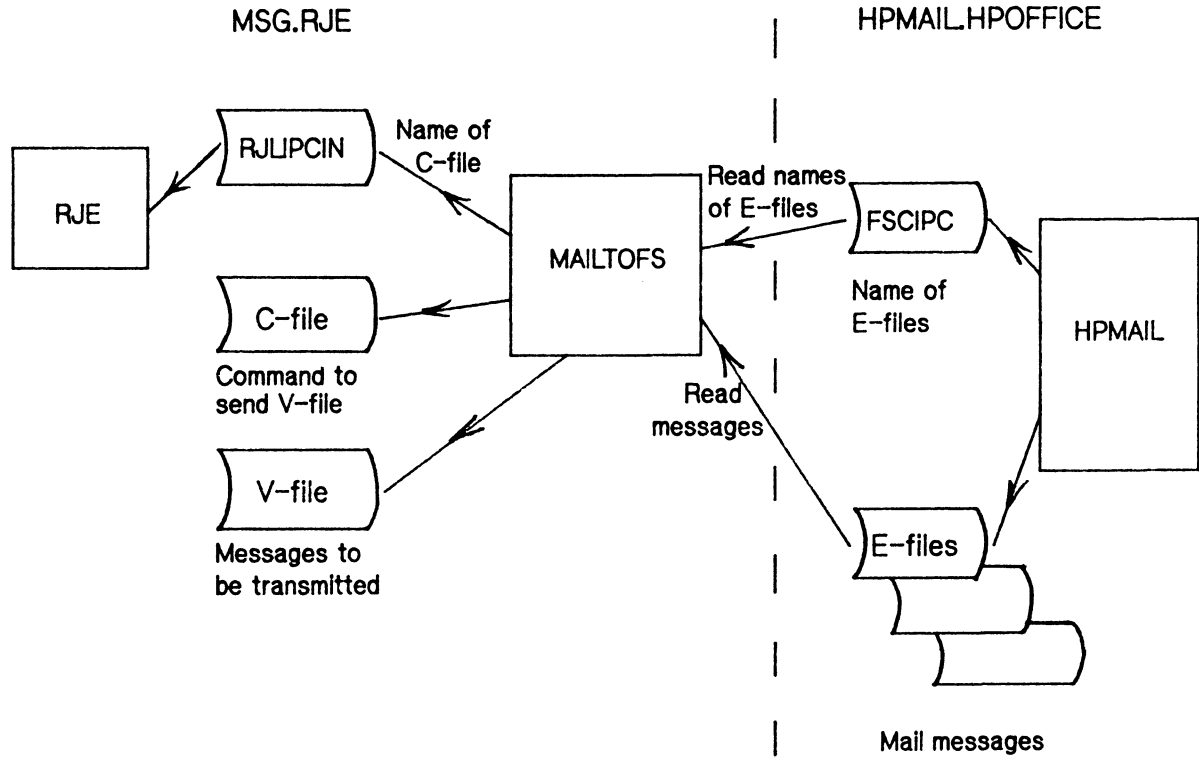 MSG.RJE
HPMAIL.HPOFFICE
RJE
RJLIPCIN
Name of
C-file
MAILTOFS
Read names
of E-files
FSCIPC
Name of
E-files
HPMAIL
C-file
Command to
send V-file
Read
messages
V-file
Messages to
be transmitted
E-files
Mail messages